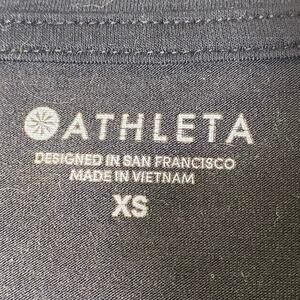 ATHLETA
DESIGNED IN SAN FRANCISCO
MADE IN VIETNAM
XS